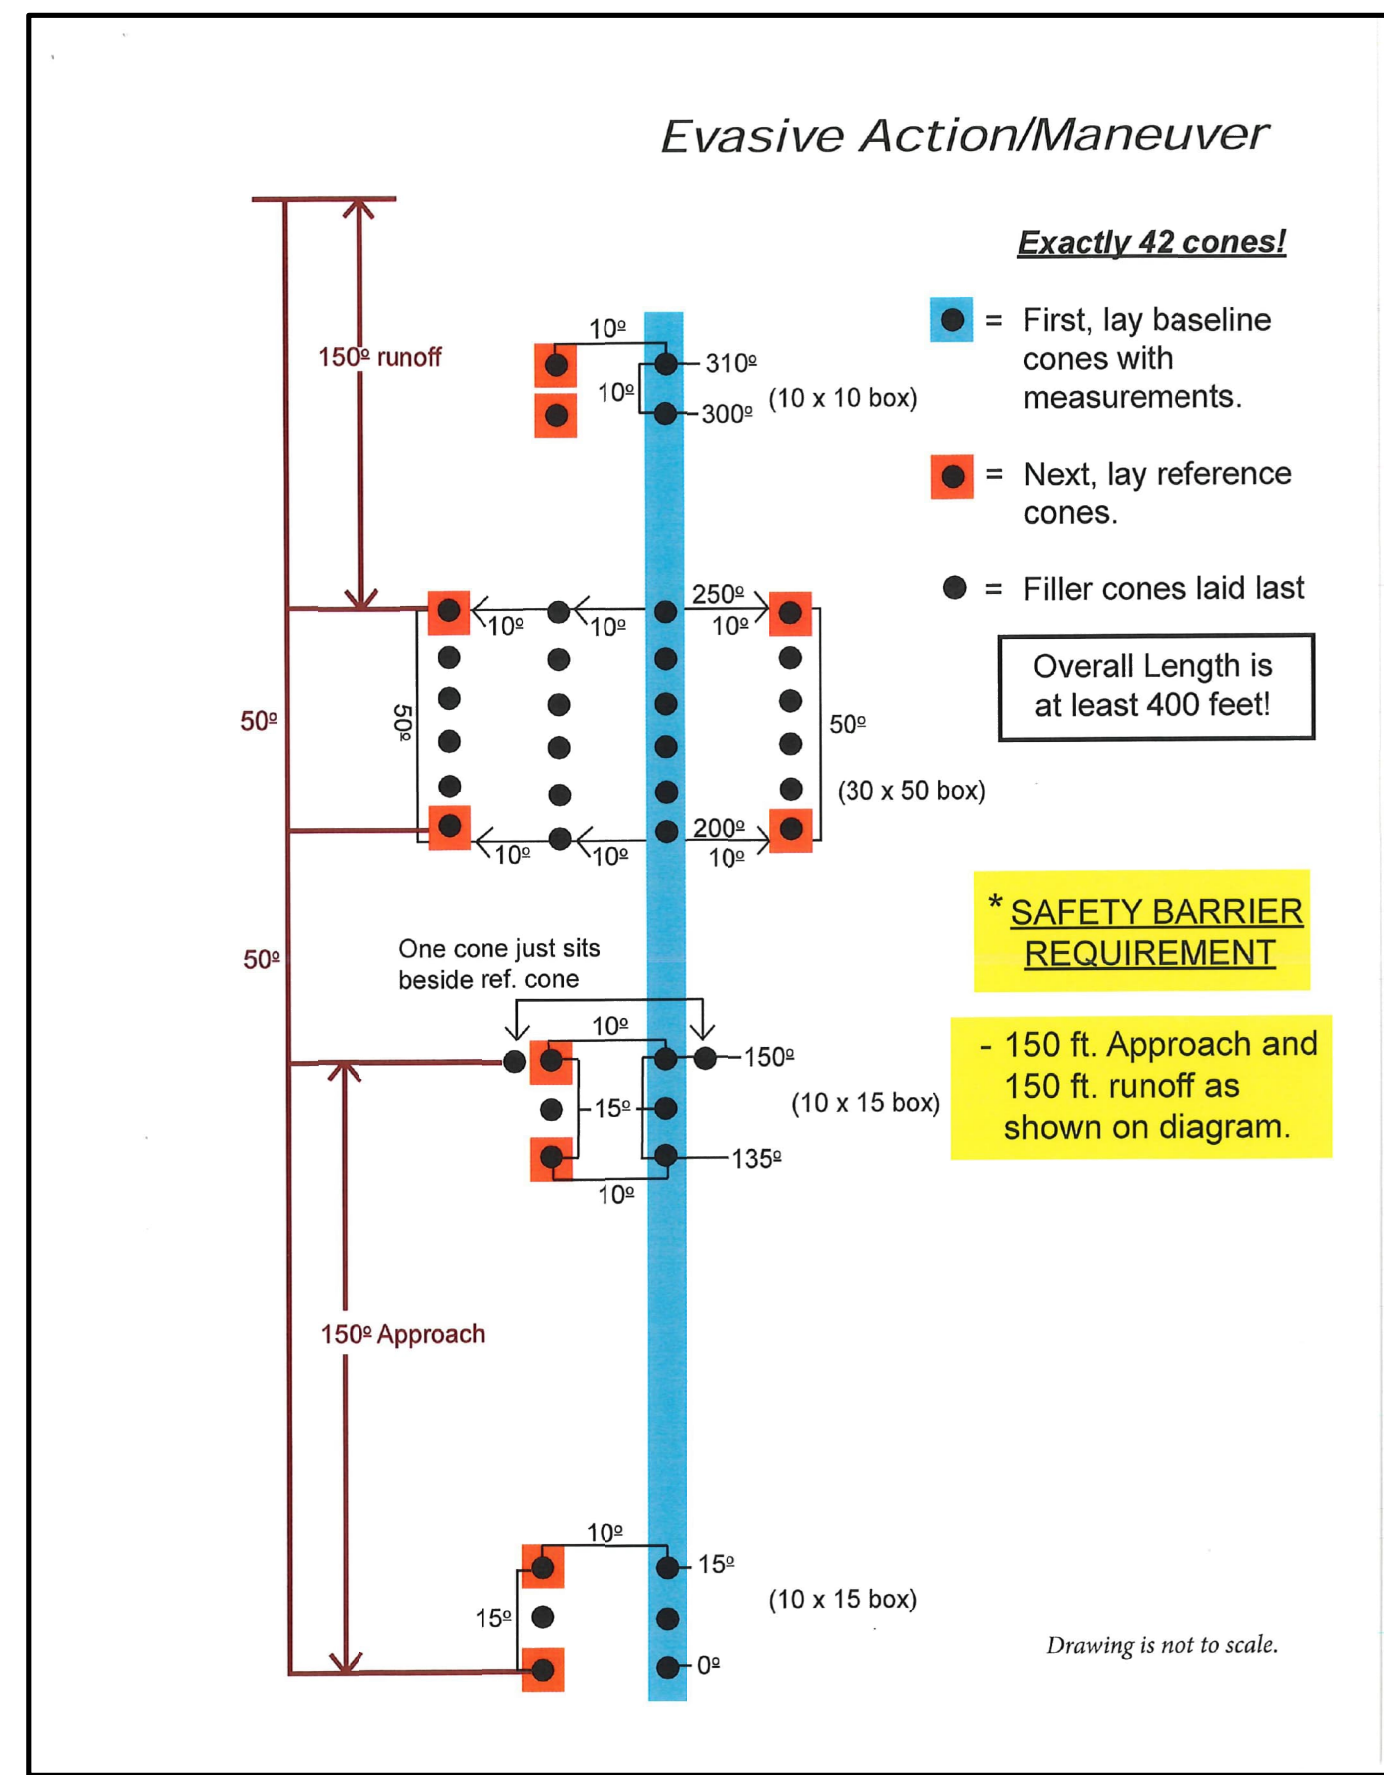 Evasive Action/Maneuver
Exactly 42 cones!
= First, lay baseline
cones with
measurements.
= Next, lay reference
cones.
= Filler cones laid last
Overall Length is
at least 400 feet!
* SAFETY BARRIER
REQUIREMENT
- 150 ft. Approach and
150 ft. runoff as
shown on diagram.
150º runoff
10º
310º
10º
(10 x 10 box)
300º
250º
10º
10º
10º
50º
50º
50º
(30 x 50 box)
200º
10º
10º
10º
50º
One cone just sits
beside ref. cone
10º
150º
15º
(10 x 15 box)
135º
10º
150º Approach
10º
15º
15º
(10 x 15 box)
0º
Drawing is not to scale.